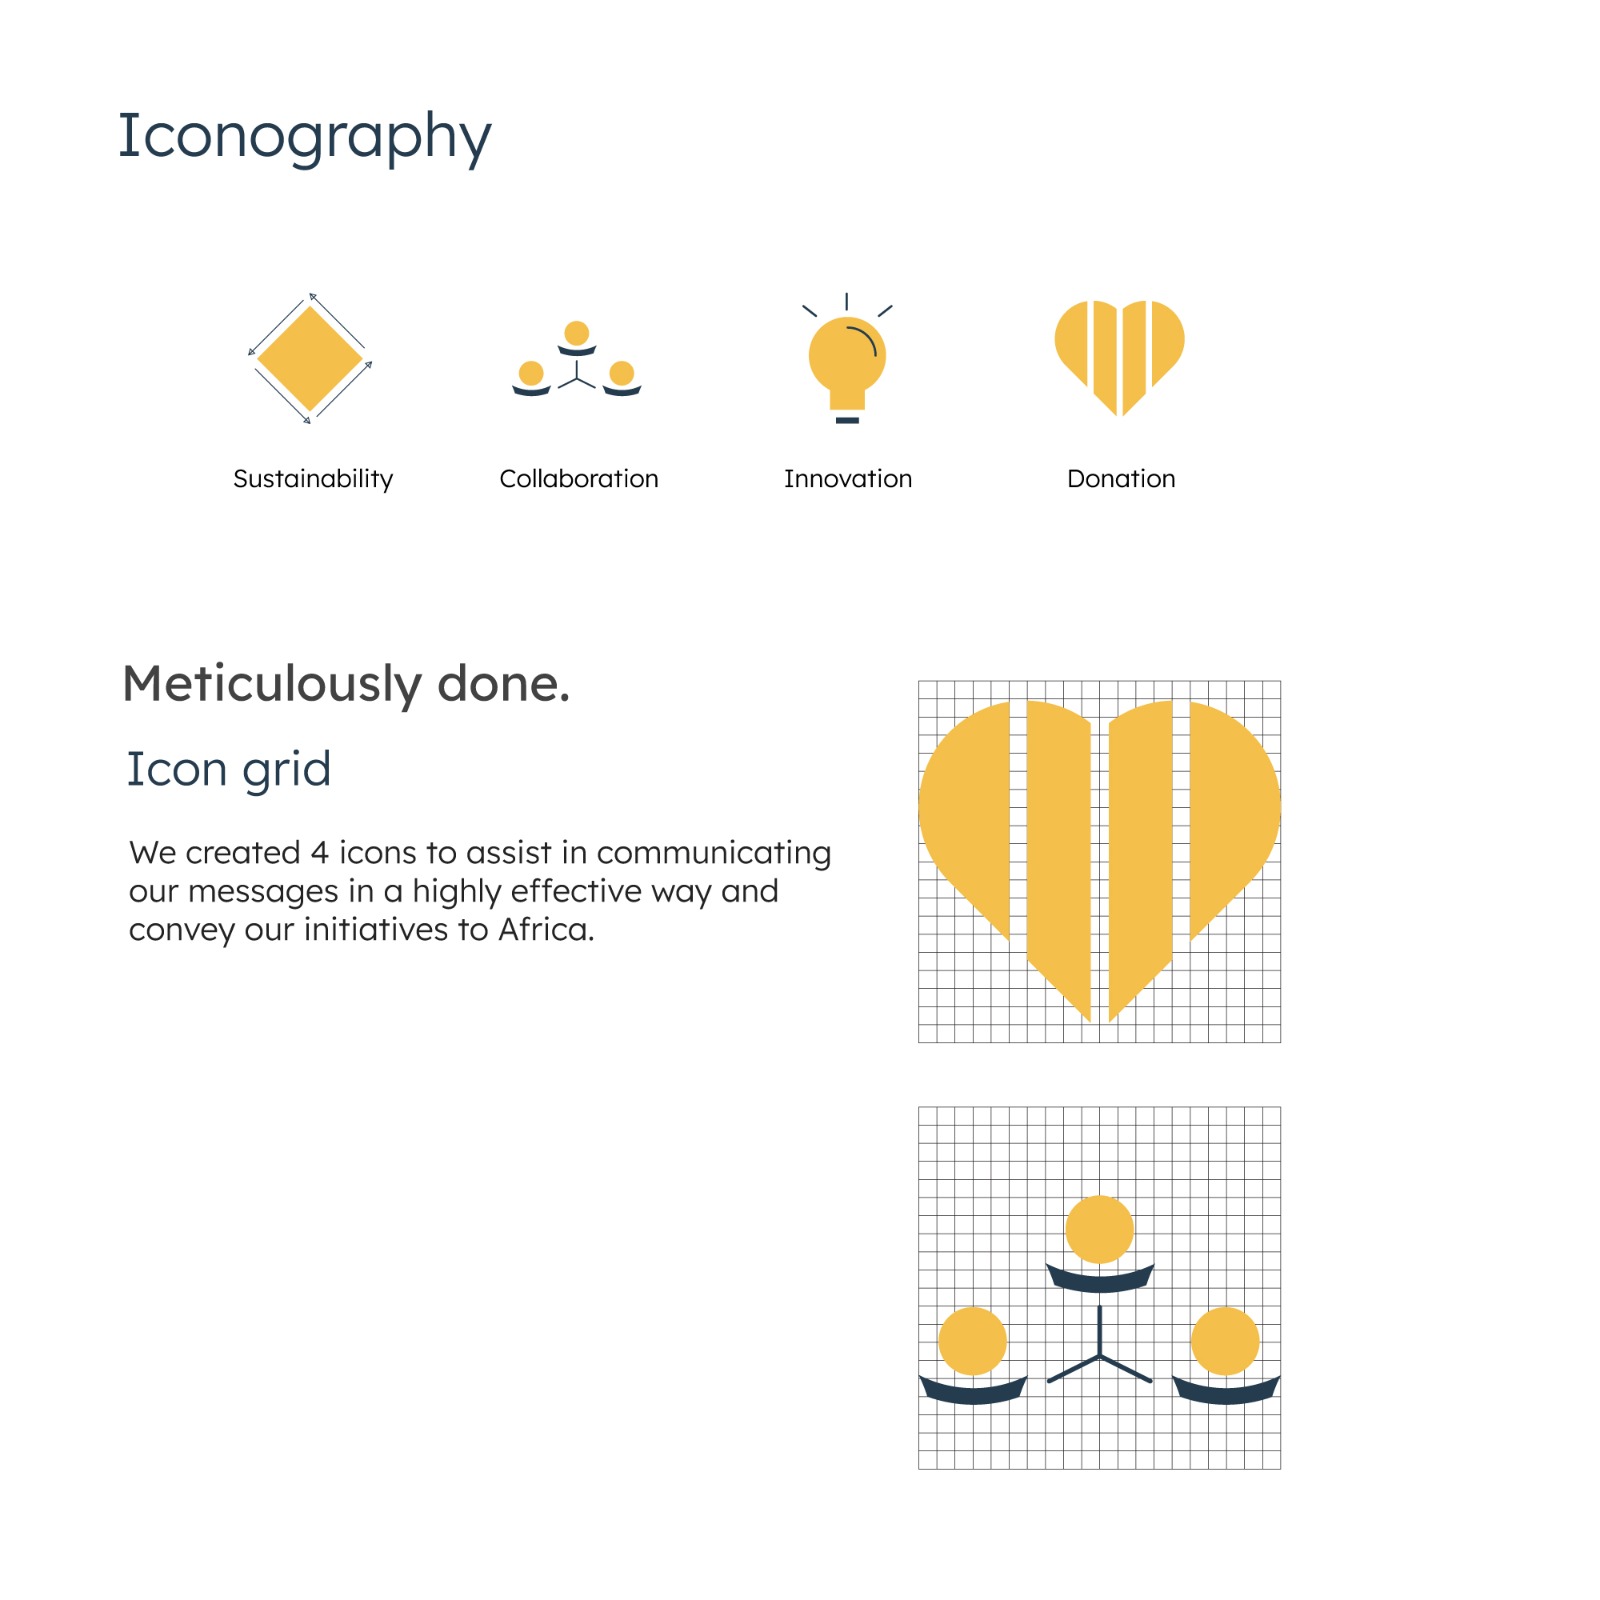 Iconography
Sustainability
Collaboration
Innovation
Donation
Meticulously done.
Icon grid
We created 4 icons to assist in communicating
our messages in a highly effective way and
convey our initiatives to Africa.